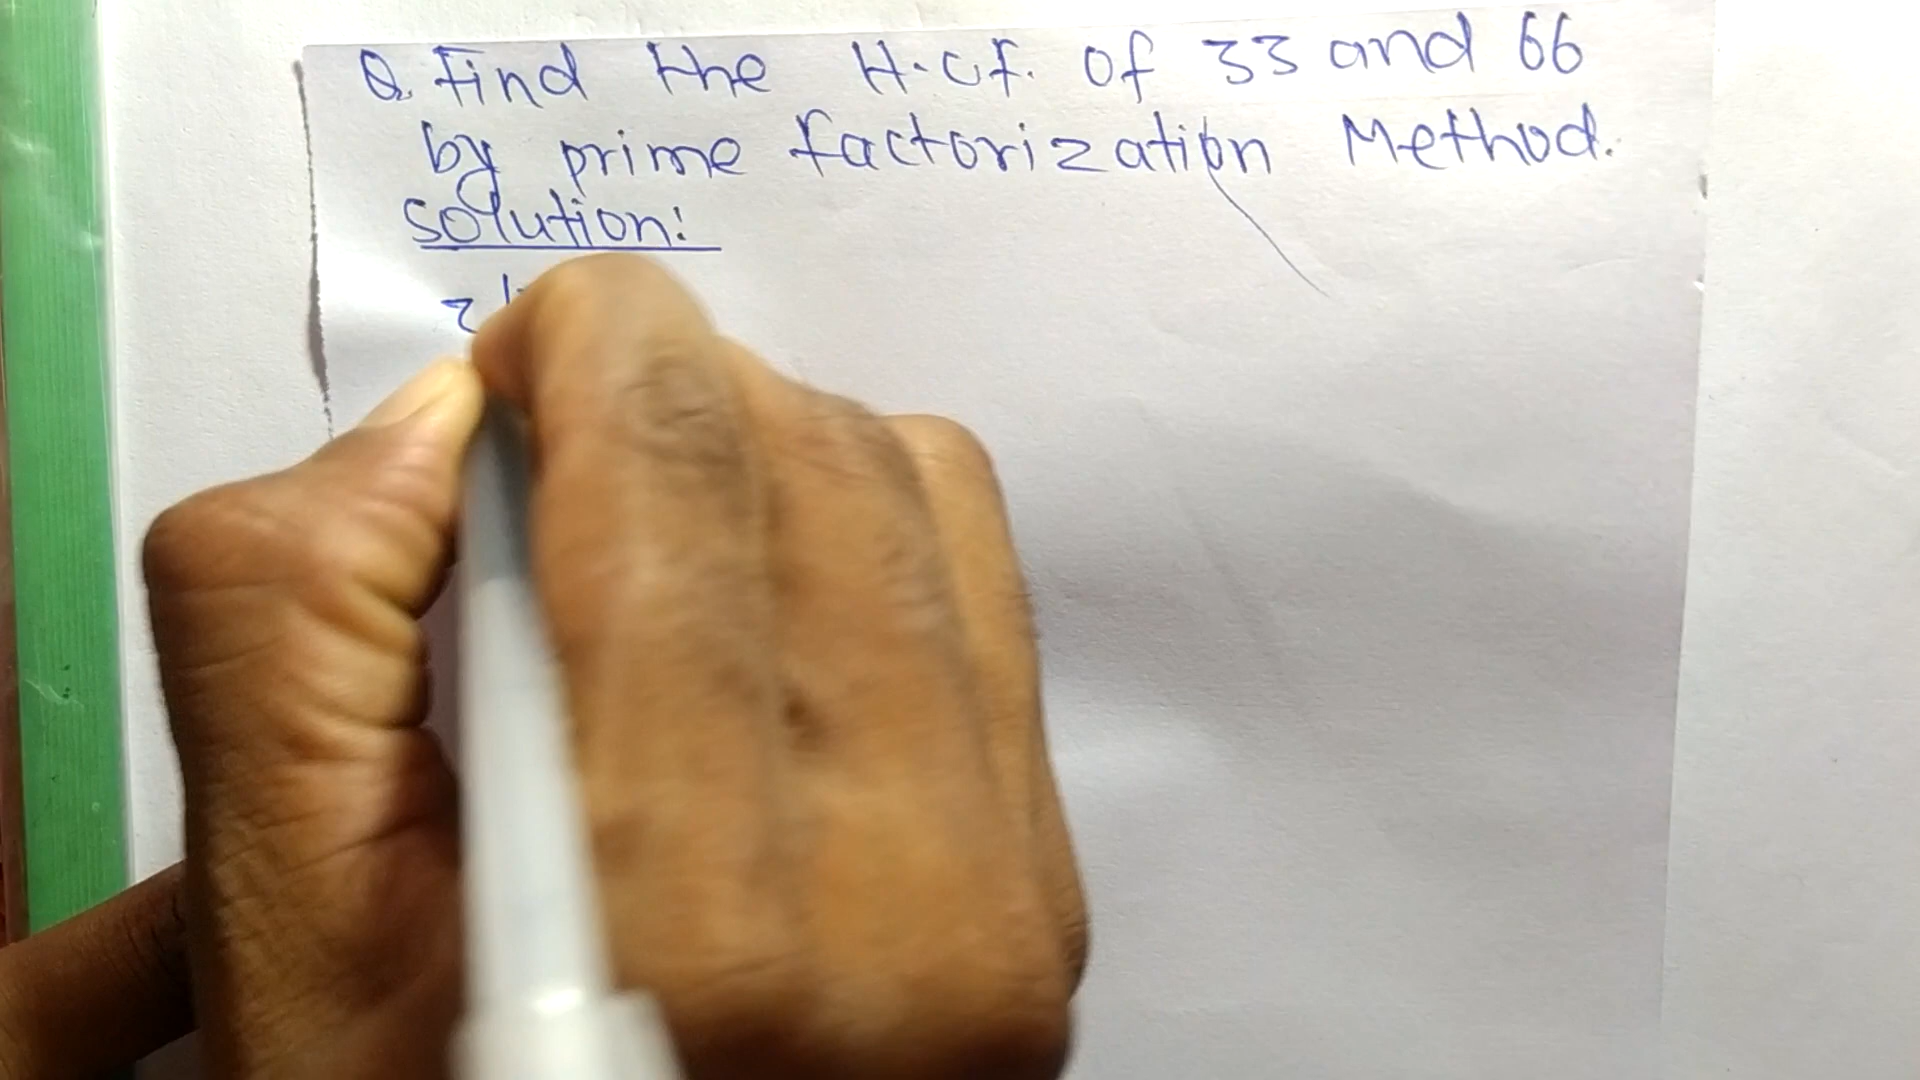 Q. Find the H.C.F. Of 33 and 66
by prime factorization Method.
Solution: